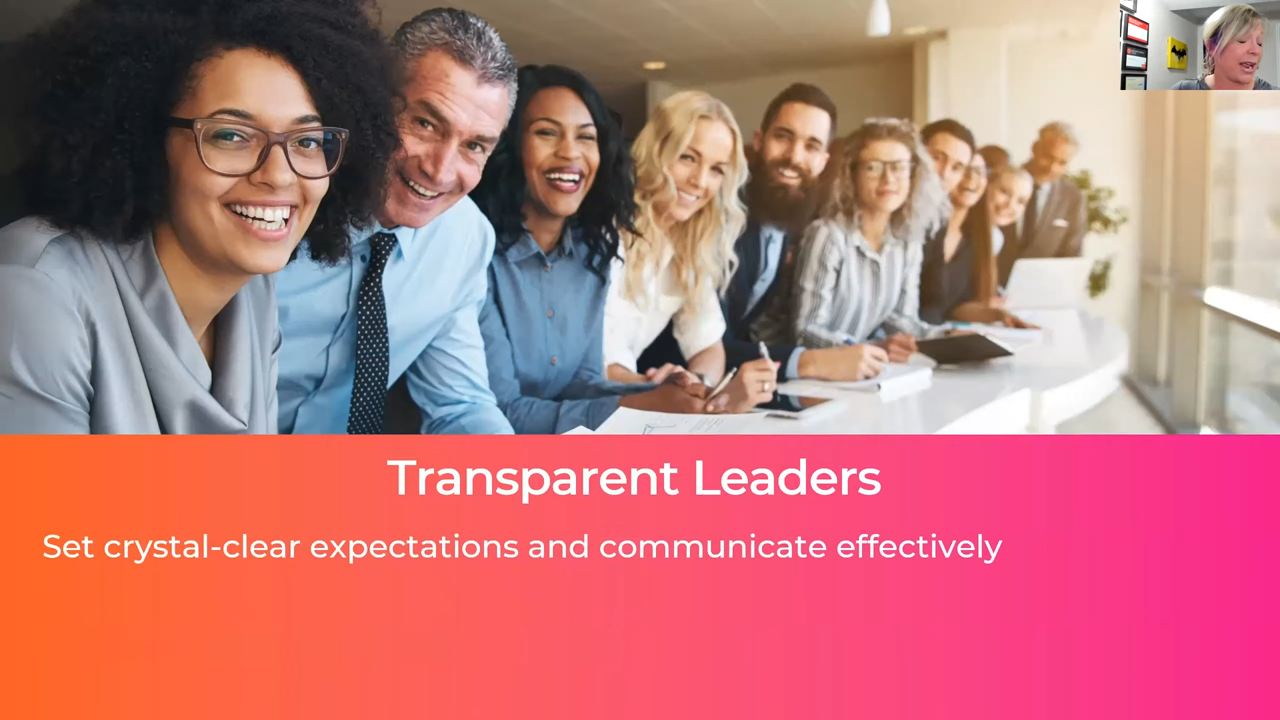 Transparent Leaders
Set crystal-clear expectations and communicate effectively